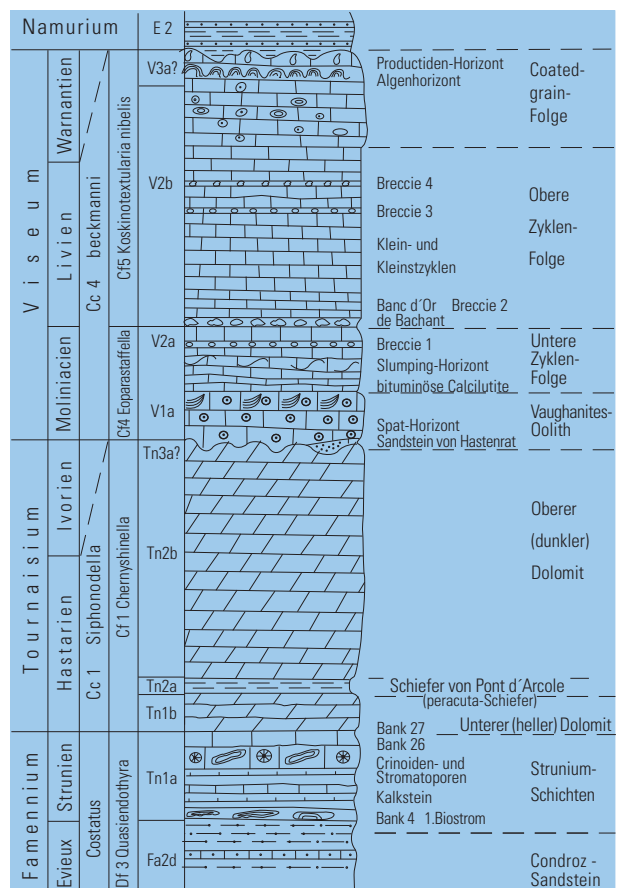 Namurium
E 2
Viseum
Warnantien
Livien
Moliniacien
Cc 4 beckmanni
Cf5 Koskinotextularia nibelis
Cf4 Eoparastaffella
V3a?
V2b
V2a
V1a
Productiden-Horizont
Algenhorizont
Coated-
grain-
Folge
Breccie 4
Breccie 3
Klein- und
Kleinstzyklen
Obere
Zyklen-
Folge
Banc d´Or Breccie 2
de Bachant
Breccie 1
Slumping-Horizont
bituminöse Calcilutite
Untere
Zyklen-
Folge
Spat-Horizont
Sandstein von Hastenrat
Vaughanites-
Oolith
Tournaisium
Ivorien
Hastarien
Cc 1 Siphonodella
Cf 1 Chernyshinella
Tn3a?
Tn2b
Tn2a
Tn1b
Oberer
(dunkler)
Dolomit
Schiefer von Pont d´Arcole
(peracuta-Schiefer)
Bank 27 Unterer (heller) Dolomit
Bank 26
Famennium
Strunien
Evieux
Costatus
Df 3 Quasiendothyra
Tn1a
Fa2d
Crinoiden- und
Stromatoporen
Kalkstein
Bank 4 1.Biostrom
Strunium-
Schichten
Condroz -
Sandstein